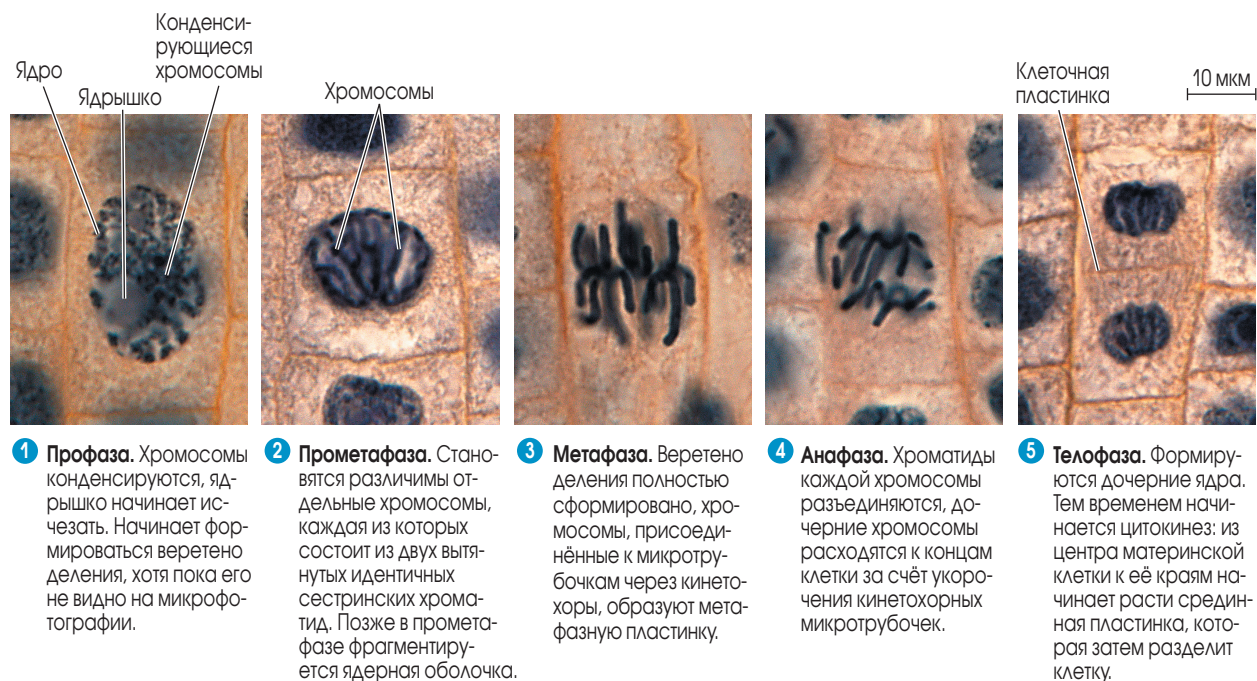 Конденси-
рующиеся
хромосомы
Ядро
Ядрышко
Хромосомы
Клеточная
пластинка
10 мкм
1 Профаза. Хромосомы
конденсируются, яд-
рышко начинает ис-
чезать. Начинает фор-
мироваться веретено
деления, хотя пока его
не видно на микрофо-
тографии.
2 Прометафаза. Стано-
вятся различимы от-
дельные хромосомы,
каждая из которых
состоит из двух вытя-
нутых идентичных
сестринских хрома-
тид. Позже в промета-
фазе фрагментиру-
ется ядерная оболочка.
3 Метафаза. Веретено
деления полностью
сформировано, хро-
мосомы, присоеди-
нённые к микротру-
бочкам через кинето-
хоры, образуют мета-
фазную пластинку.
4 Анафаза. Хроматиды
каждой хромосомы
разъединяются, до-
черние хромосомы
расходятся к концам
клетки за счёт укоро-
чения кинетохорных
микротрубочек.
5 Телофаза. Формиру-
ются дочерние ядра.
Тем временем начи-
нается цитокинез: из
центра материнской
клетки к её краям на-
чинает расти средин-
ная пластинка, кото-
рая затем разделит
клетку.